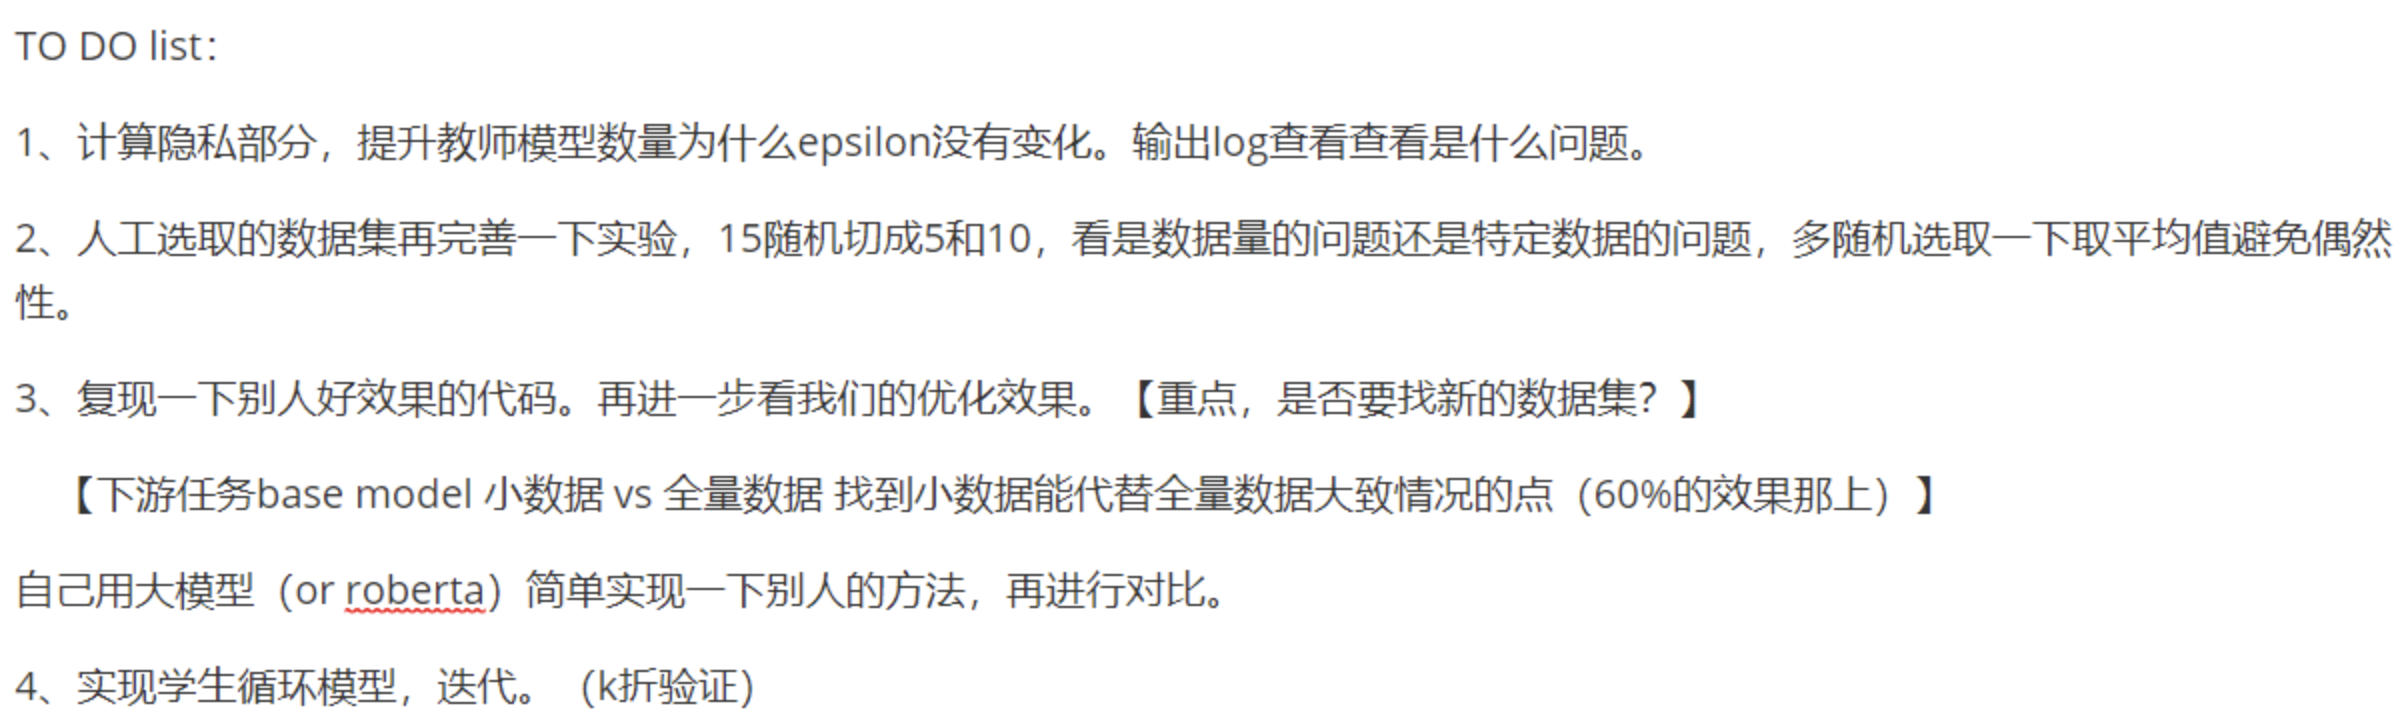 TO DO list：
1、计算隐私部分，提升教师模型数量为什么epsilon没有变化。输出log查看查看是什么问题。
2、人工选取的数据集再完善一下实验，15随机切成5和10，看是数据量的问题还是特定数据的问题，多随机选取一下取平均值避免偶然
性。
3、复现一下别人好效果的代码。再进一步看我们的优化效果。【重点，是否要找新的数据集？】
【下游任务base model 小数据 vs 全量数据 找到小数据能代替全量数据大致情况的点（60%的效果那上）】
自己用大模型（or roberta）简单实现一下别人的方法，再进行对比。
4、实现学生循环模型，迭代。（k折验证）